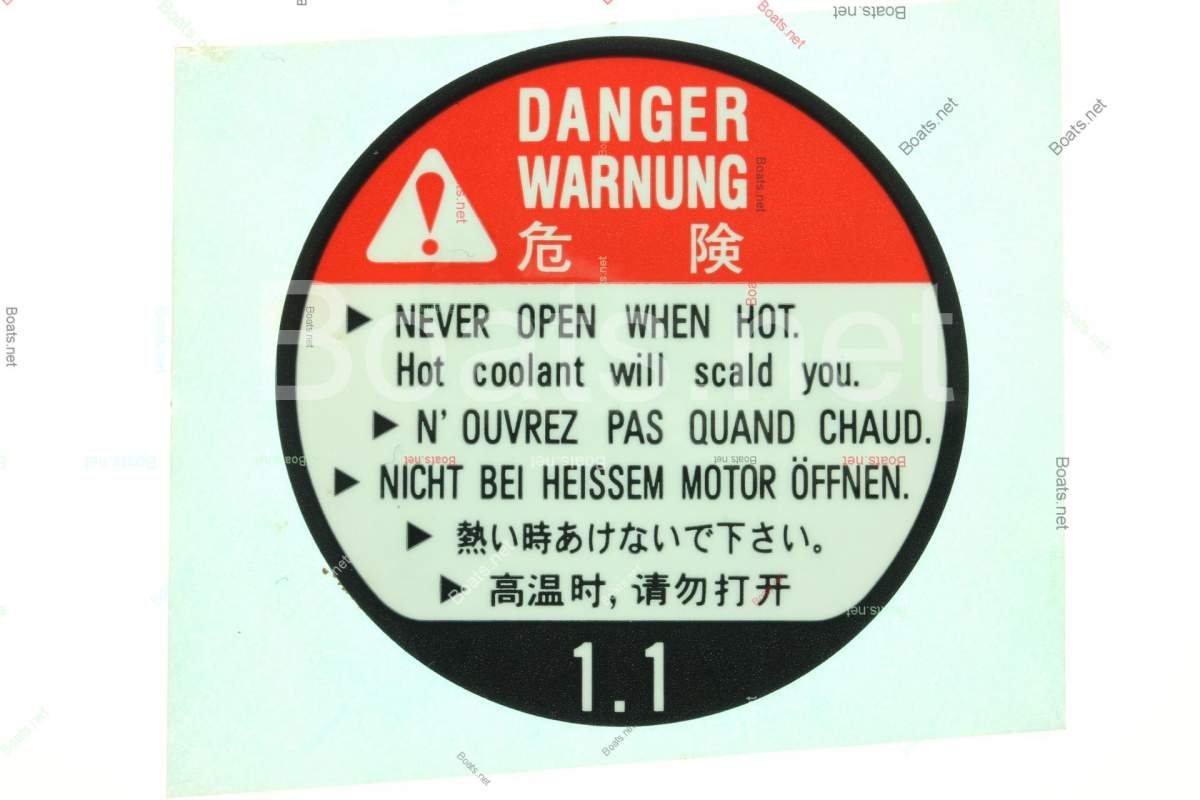 DANGER
WARNUNG
危 険
▶ NEVER OPEN WHEN HOT.
Hot coolant will scald you.
▶ N' OUVREZ PAS QUAND CHAUD.
▶ NICHT BEI HEISSEM MOTOR ÖFFNEN.
▶ 熱い時あけないで下さい。
▶ 高温时, 请勿打开
1.1
Boats.net